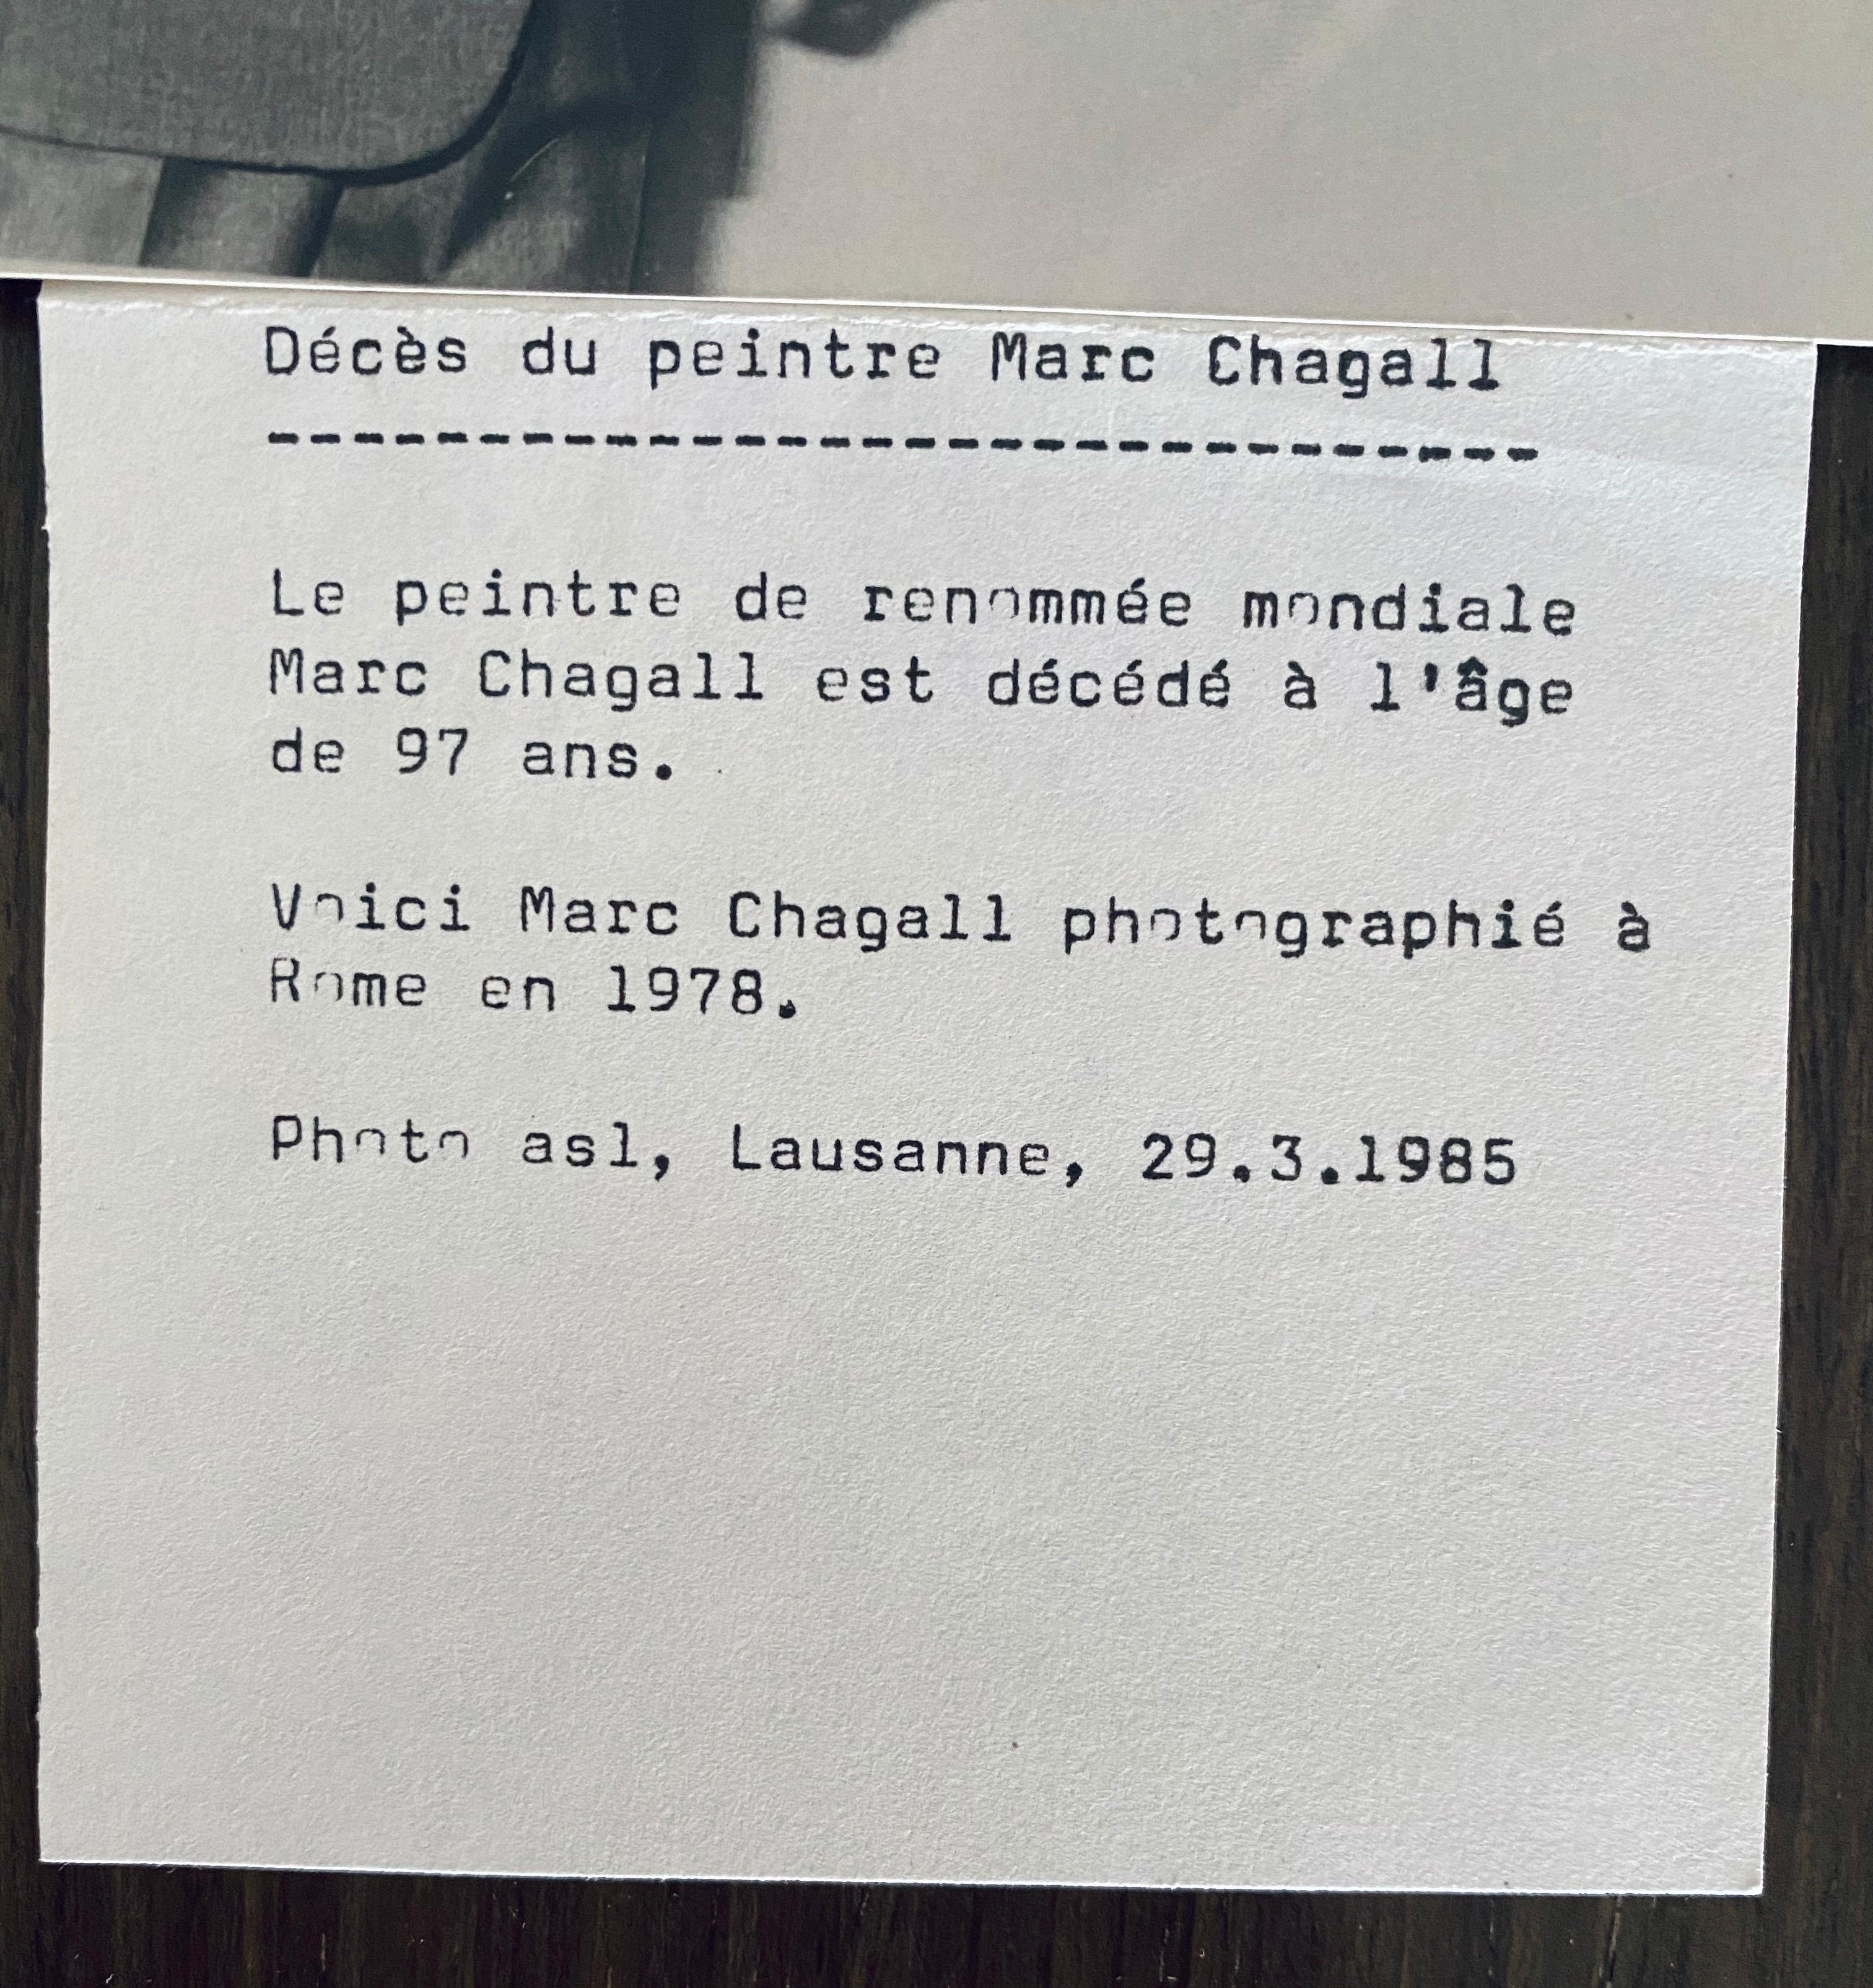 Décès du peintre Marc Chagall
------------------------------
Le peintre de renommée mondiale
Marc Chagall est décédé à l'âge
de 97 ans.
Voici Marc Chagall photographié à
Rome en 1978.
Photo asl, Lausanne, 29.3.1985